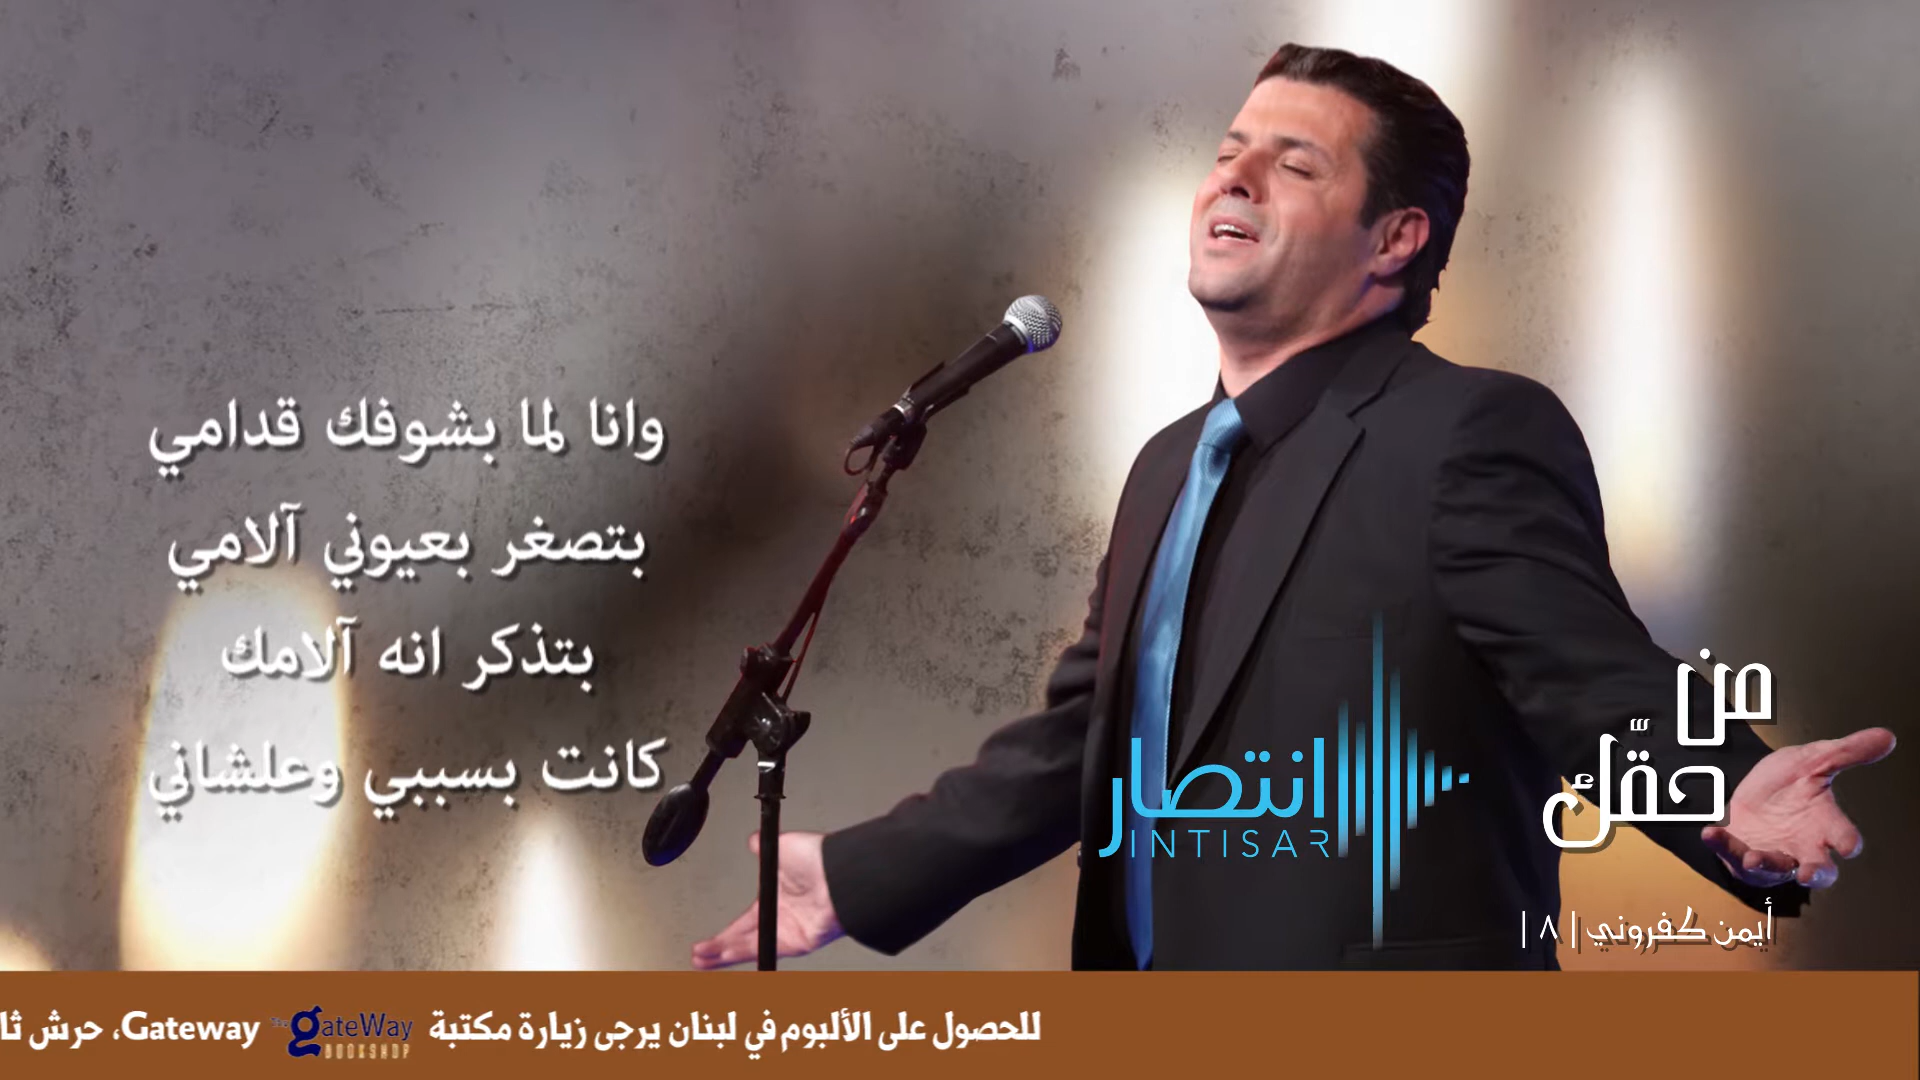 وانا لما بشوفك قدامي
بتصغر بعيوني آلامي
بتذكر انه آلامك
كانت بسببي وعلشاني
انتصار
INTISAR
من
حقّك
أيمن كفروني | ٨ |
للحصول على الألبوم في لبنان يرجى زيارة مكتبة The gateWay BOOKSHOP Gateway، حرش